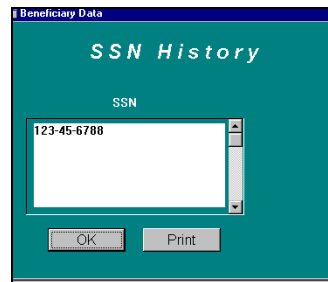 Beneficiary Data
SSN History
SSN
123-45-6788
OK Print